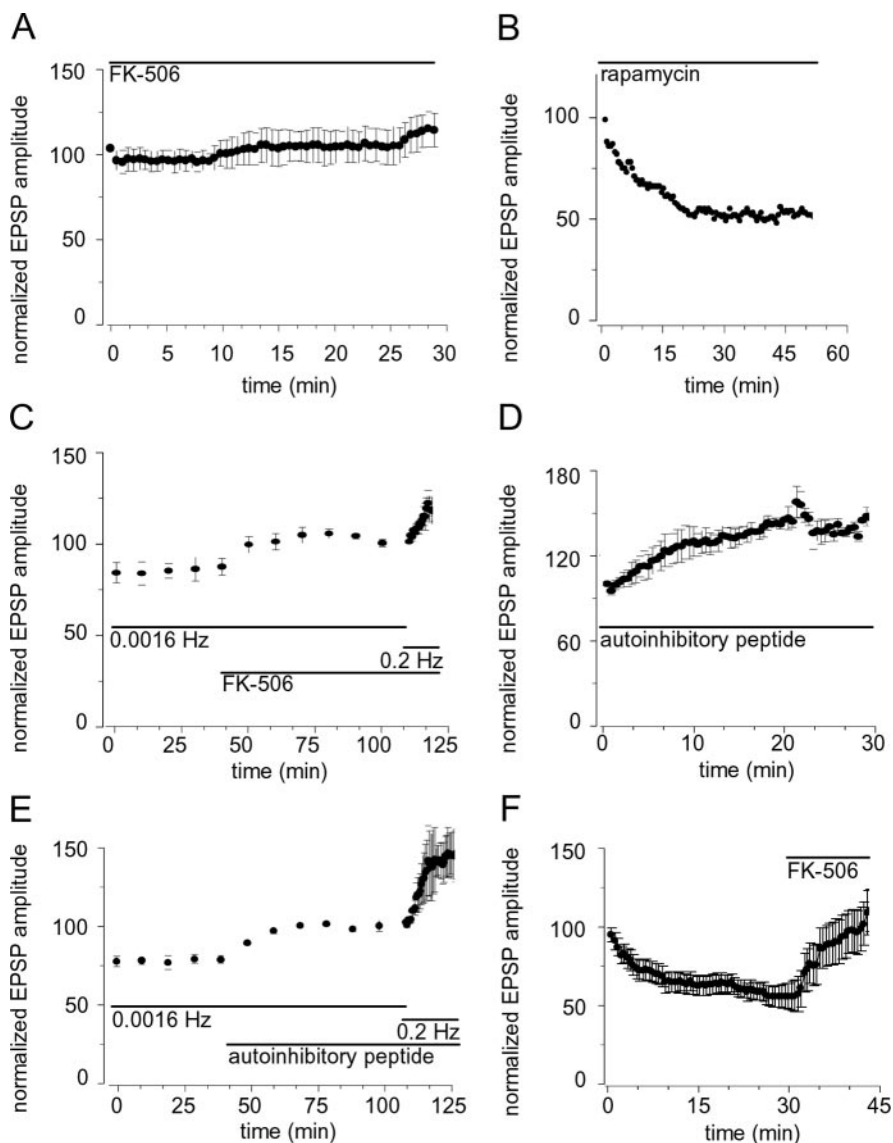 A
FK-506
normalized EPSP amplitude
150
100
50
0
0 5 10 15 20 25 30
time (min)
B
rapamycin
normalized EPSP amplitude
100
50
0
0 15 30 45 60
time (min)
C
normalized EPSP amplitude
150
100
50
0
0.0016 Hz
0.2 Hz
FK-506
0 25 50 75 100 125
time (min)
D
normalized EPSP amplitude
180
120
60
0
autoinhibitory peptide
0 10 20 30
time (min)
E
normalized EPSP amplitude
150
100
50
0
0.0016 Hz
0.2 Hz
autoinhibitory peptide
0 25 50 75 100 125
time (min)
F
FK-506
normalized EPSP amplitude
150
100
50
0
0 15 30 45
time (min)